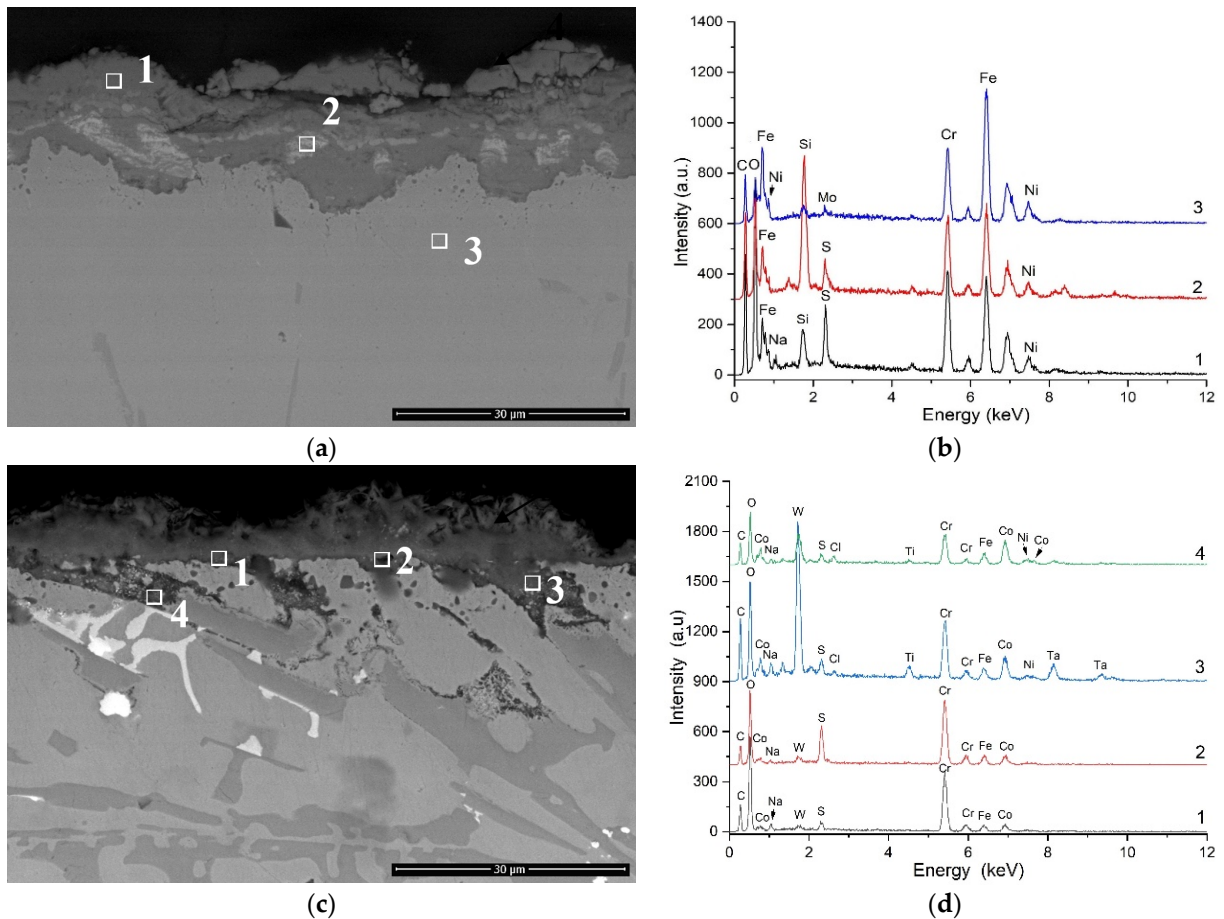 1
2
3
4
30 μm
(a)
1400
1200
1000
800
600
400
200
0
Intensity (a.u.)
0 2 4 6 8 10 12
Energy (keV)
C O Fe Ni Si Mo Cr Fe Ni 3
Fe Si S Ni 2
Fe Na Si S Ni 1
(b)
1
2
3
4
30 μm
(c)
2100
1800
1500
1200
900
600
300
0
Intensity (a.u)
0 2 4 6 8 10 12
Energy (keV)
C O Co Na W S Cl Ti Cr Cr Fe Co Ni Co 4
C O Co Na S Cl Ti Cr Cr Fe Co Ni Ta Ta 3
C O Co Na W S Cr Cr Fe Co 2
C Co Na W S Cr Cr Fe Co 1
(d)